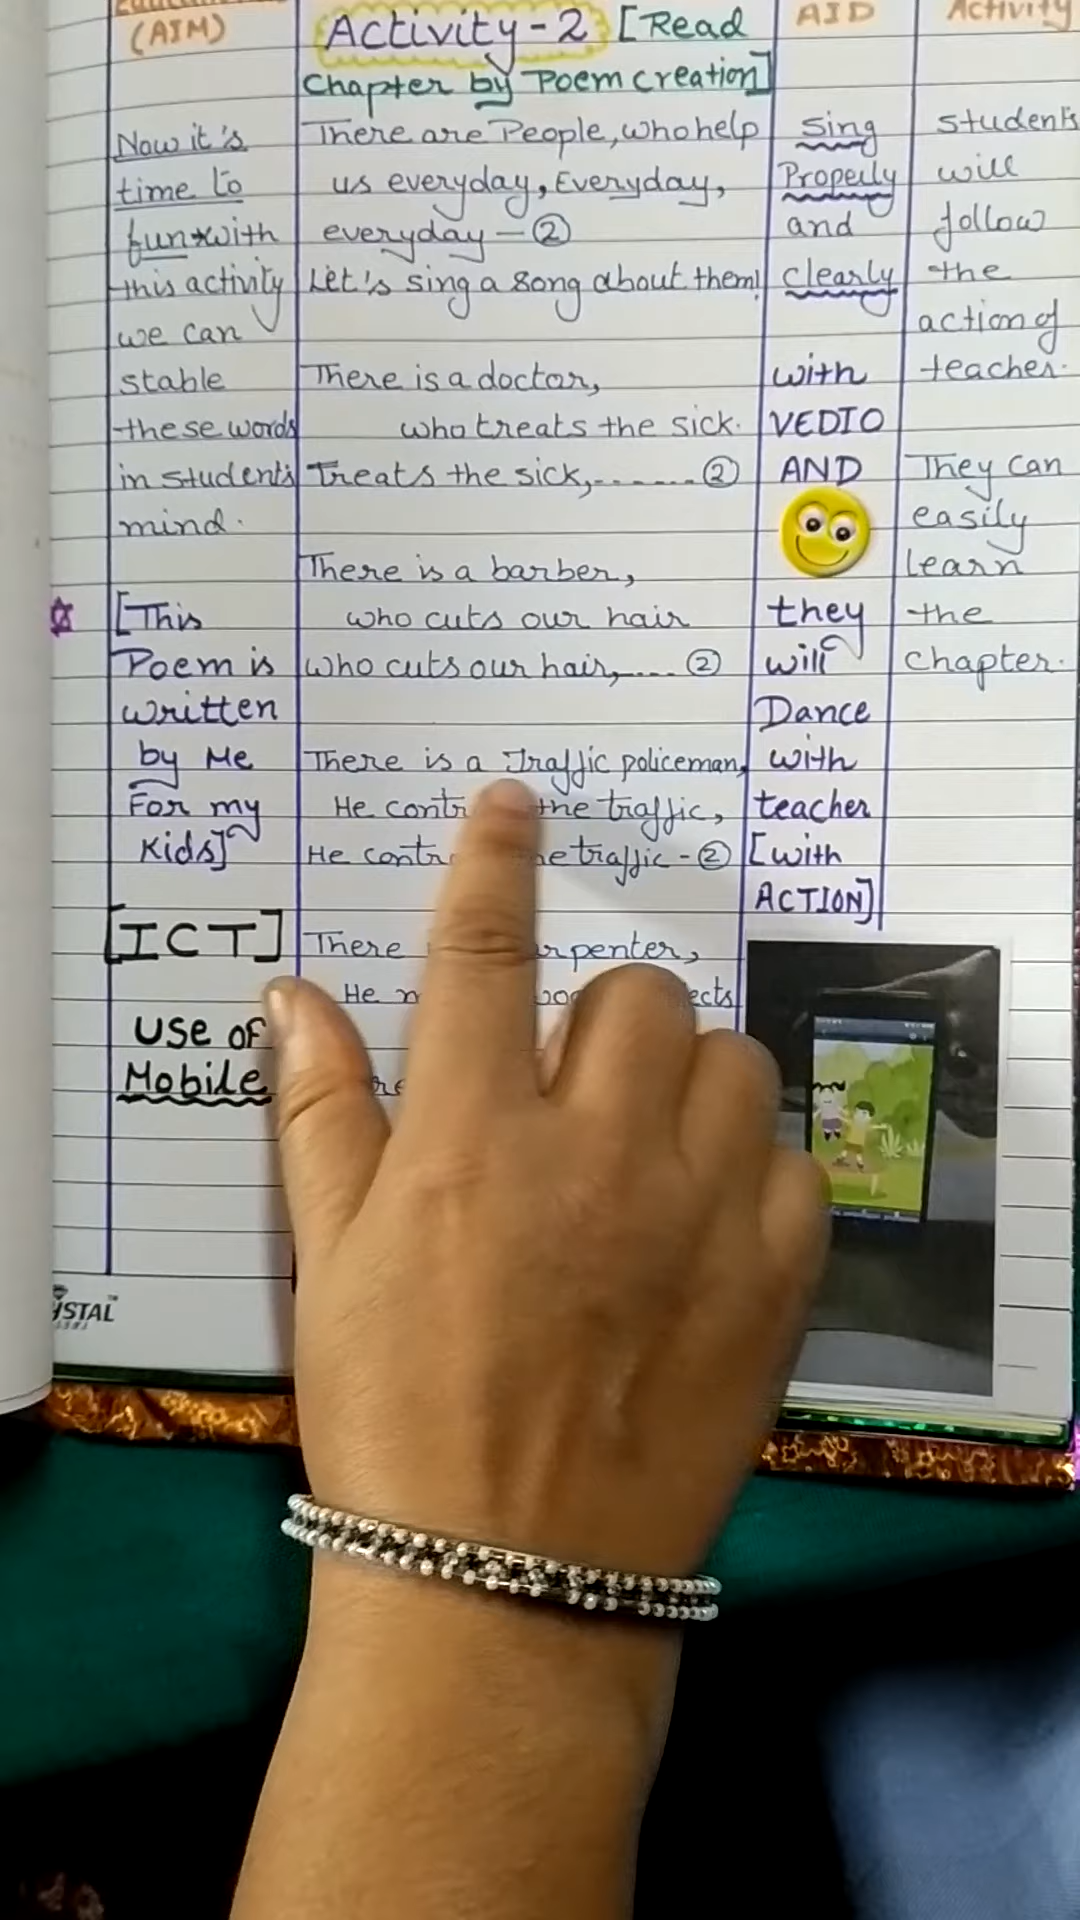 (AIM)
Now it's
time to
fun with
this activity
we can
stable
these words
in students
mind.
[This
Poem is
written
by Me
For my
Kids]
[ICT]
USE OF
Mobile
Activity-2 [Read
Chapter by Poem Creation]
There are People, who help
us everyday, Everyday,
everyday - 2
Let's sing a song about them!
There is a doctor,
who treats the sick.
Treats the sick,....... 2
There is a barber,
who cuts our hair
who cuts our hair,.... 2
There is a Traffic policeman,
He the traffic,
He traffic - 2
There
He
AID
sing
Properly
and
clearly
with
VEDIO
AND
they
will
Dance
with
teacher
[with
ACTION]
Activity
students
will
follow
the
action of
teacher.
They can
easily
learn
the
chapter.